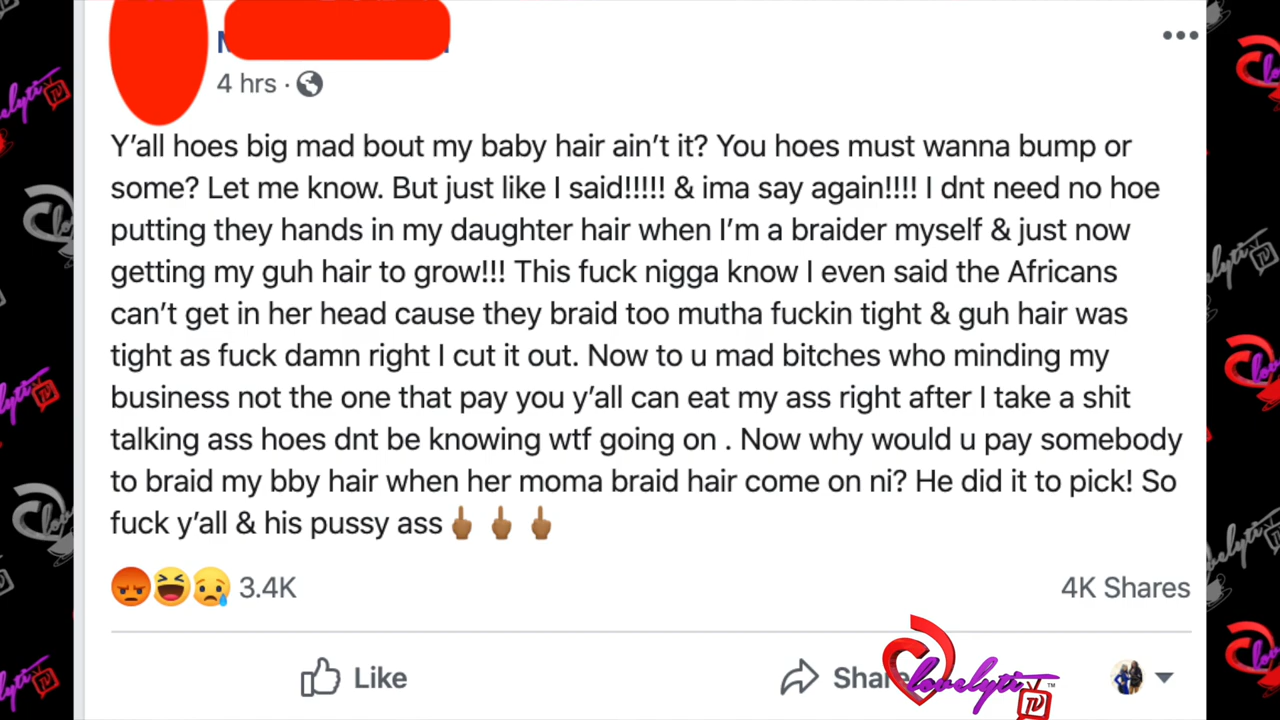 4 hrs ·
Y’all hoes big mad bout my baby hair ain’t it? You hoes must wanna bump or
some? Let me know. But just like I said!!!!! & ima say again!!!! I dnt need no hoe
putting they hands in my daughter hair when I’m a braider myself & just now
getting my guh hair to grow!!! This fuck nigga know I even said the Africans
can’t get in her head cause they braid too mutha fuckin tight & guh hair was
tight as fuck damn right I cut it out. Now to u mad bitches who minding my
business not the one that pay you y’all can eat my ass right after I take a shit
talking ass hoes dnt be knowing wtf going on . Now why would u pay somebody
to braid my bby hair when her moma braid hair come on ni? He did it to pick! So
fuck y’all & his pussy ass🖕🏾🖕🏾🖕🏾
3.4K 4K Shares
Like Share
lovelyti TV™